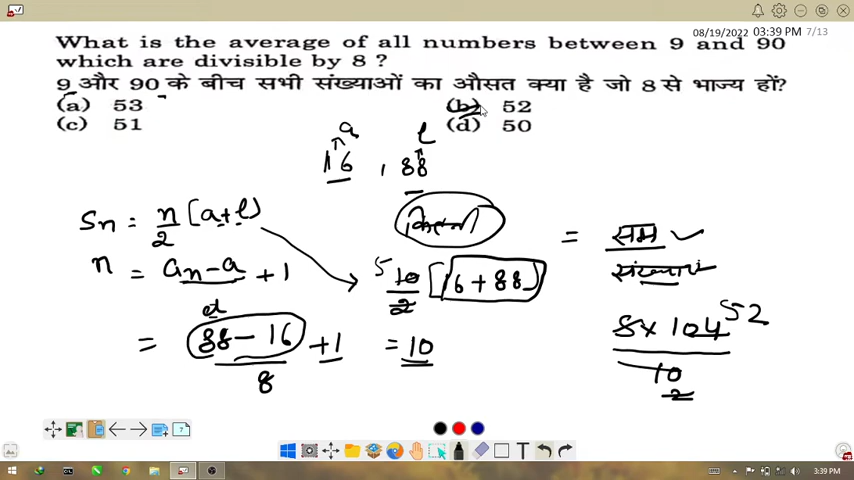 08/19/2022 03:39 PM 7/13
What is the average of all numbers between 9 and 90
which are divisible by 8 ?
9 और 90 के बीच सभी संख्याओं का औसत क्या है जो 8 से भाज्य हों?
(a) 53 (b) 52
(c) 51 (d) 50
a l
16 , 88
Sn = n/2 [a+l]
= सम
n = an-a/d +1
5 10/2 [16+88]
= 88-16/8 +1 = 10
8x 104 52
10
2
7
T
3:39 PM